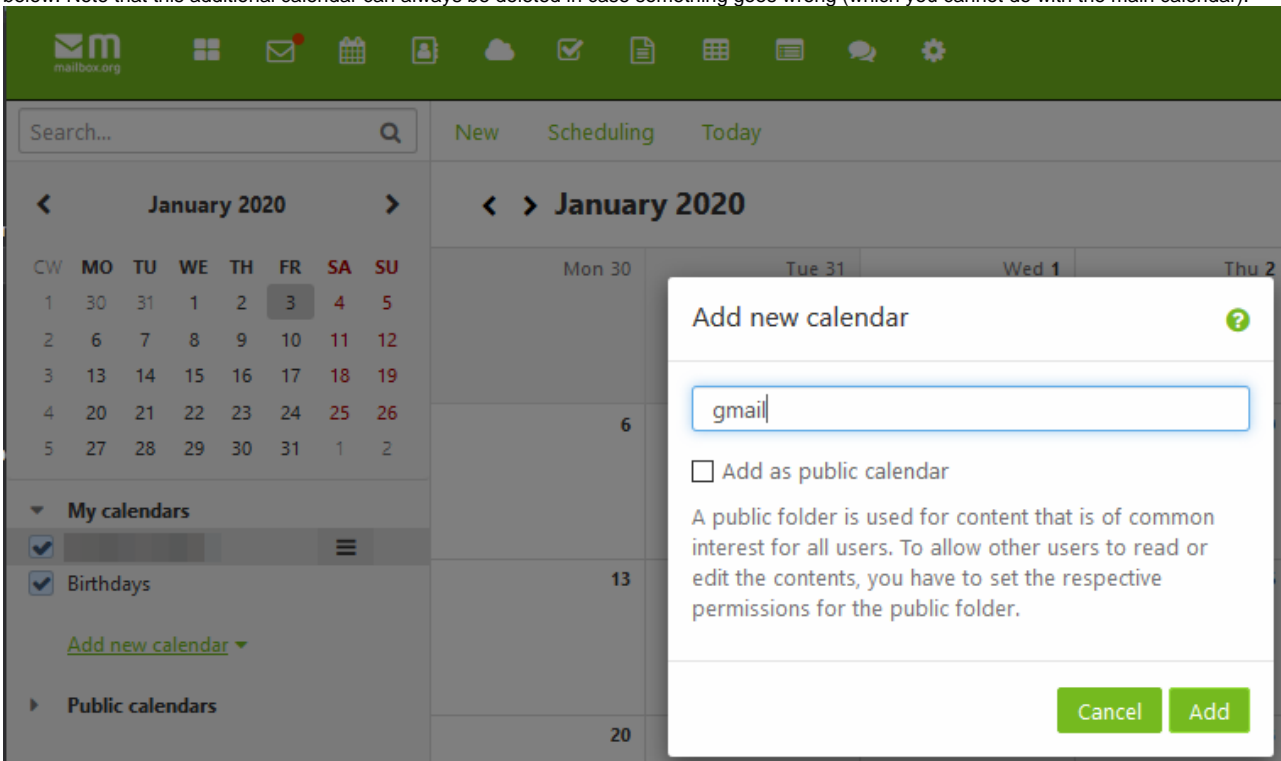 below. Note that this additional calendar can always be deleted in case something goes wrong (which you cannot do with the main calendar).
m
mailbox.org
Search...
New Scheduling Today
January 2020
January 2020
CW MO TU WE TH FR SA SU
1 30 31 1 2 3 4 5
2 6 7 8 9 10 11 12
3 13 14 15 16 17 18 19
4 20 21 22 23 24 25 26
5 27 28 29 30 31 1 2
Mon 30 Tue 31 Wed 1 Thu 2
6
13
20
My calendars
Birthdays
Add new calendar
Public calendars
Add new calendar
?
gmail
Add as public calendar
A public folder is used for content that is of common
interest for all users. To allow other users to read or
edit the contents, you have to set the respective
permissions for the public folder.
Cancel Add